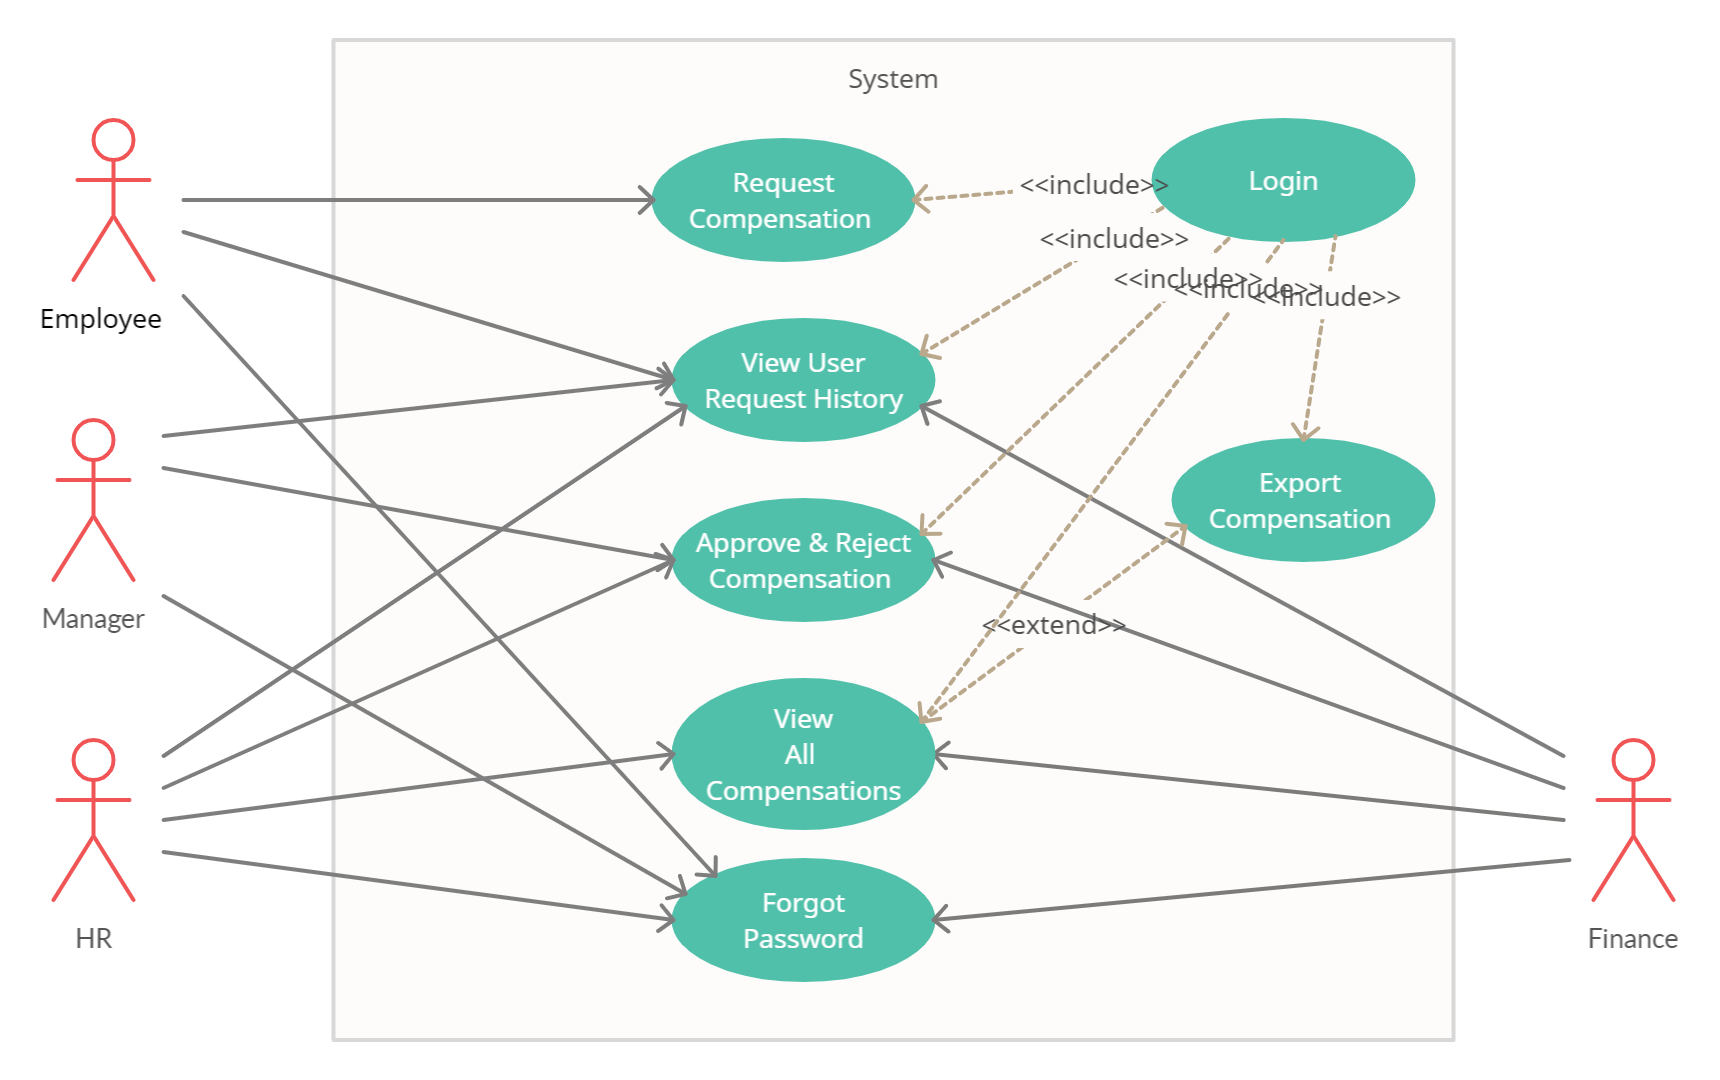 System
Request
Compensation
<<include>>
Login
<<include>>
<<include>>
<<include>>
<<include>>
Employee
View User
Request History
Export
Compensation
Approve & Reject
Compensation
Manager
<<extend>>
View
All
Compensations
Forgot
Password
HR
Finance